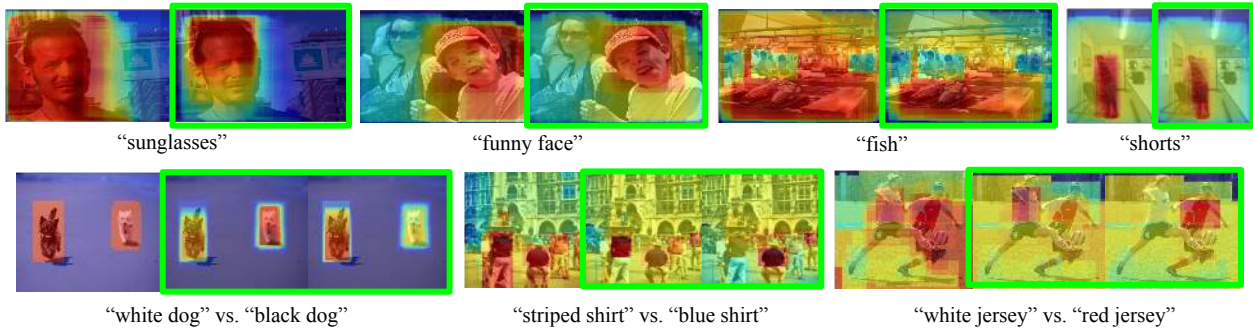 “sunglasses”
“funny face”
“fish”
“shorts”
“white dog” vs. “black dog”
“striped shirt” vs. “blue shirt”
“white jersey” vs. “red jersey”